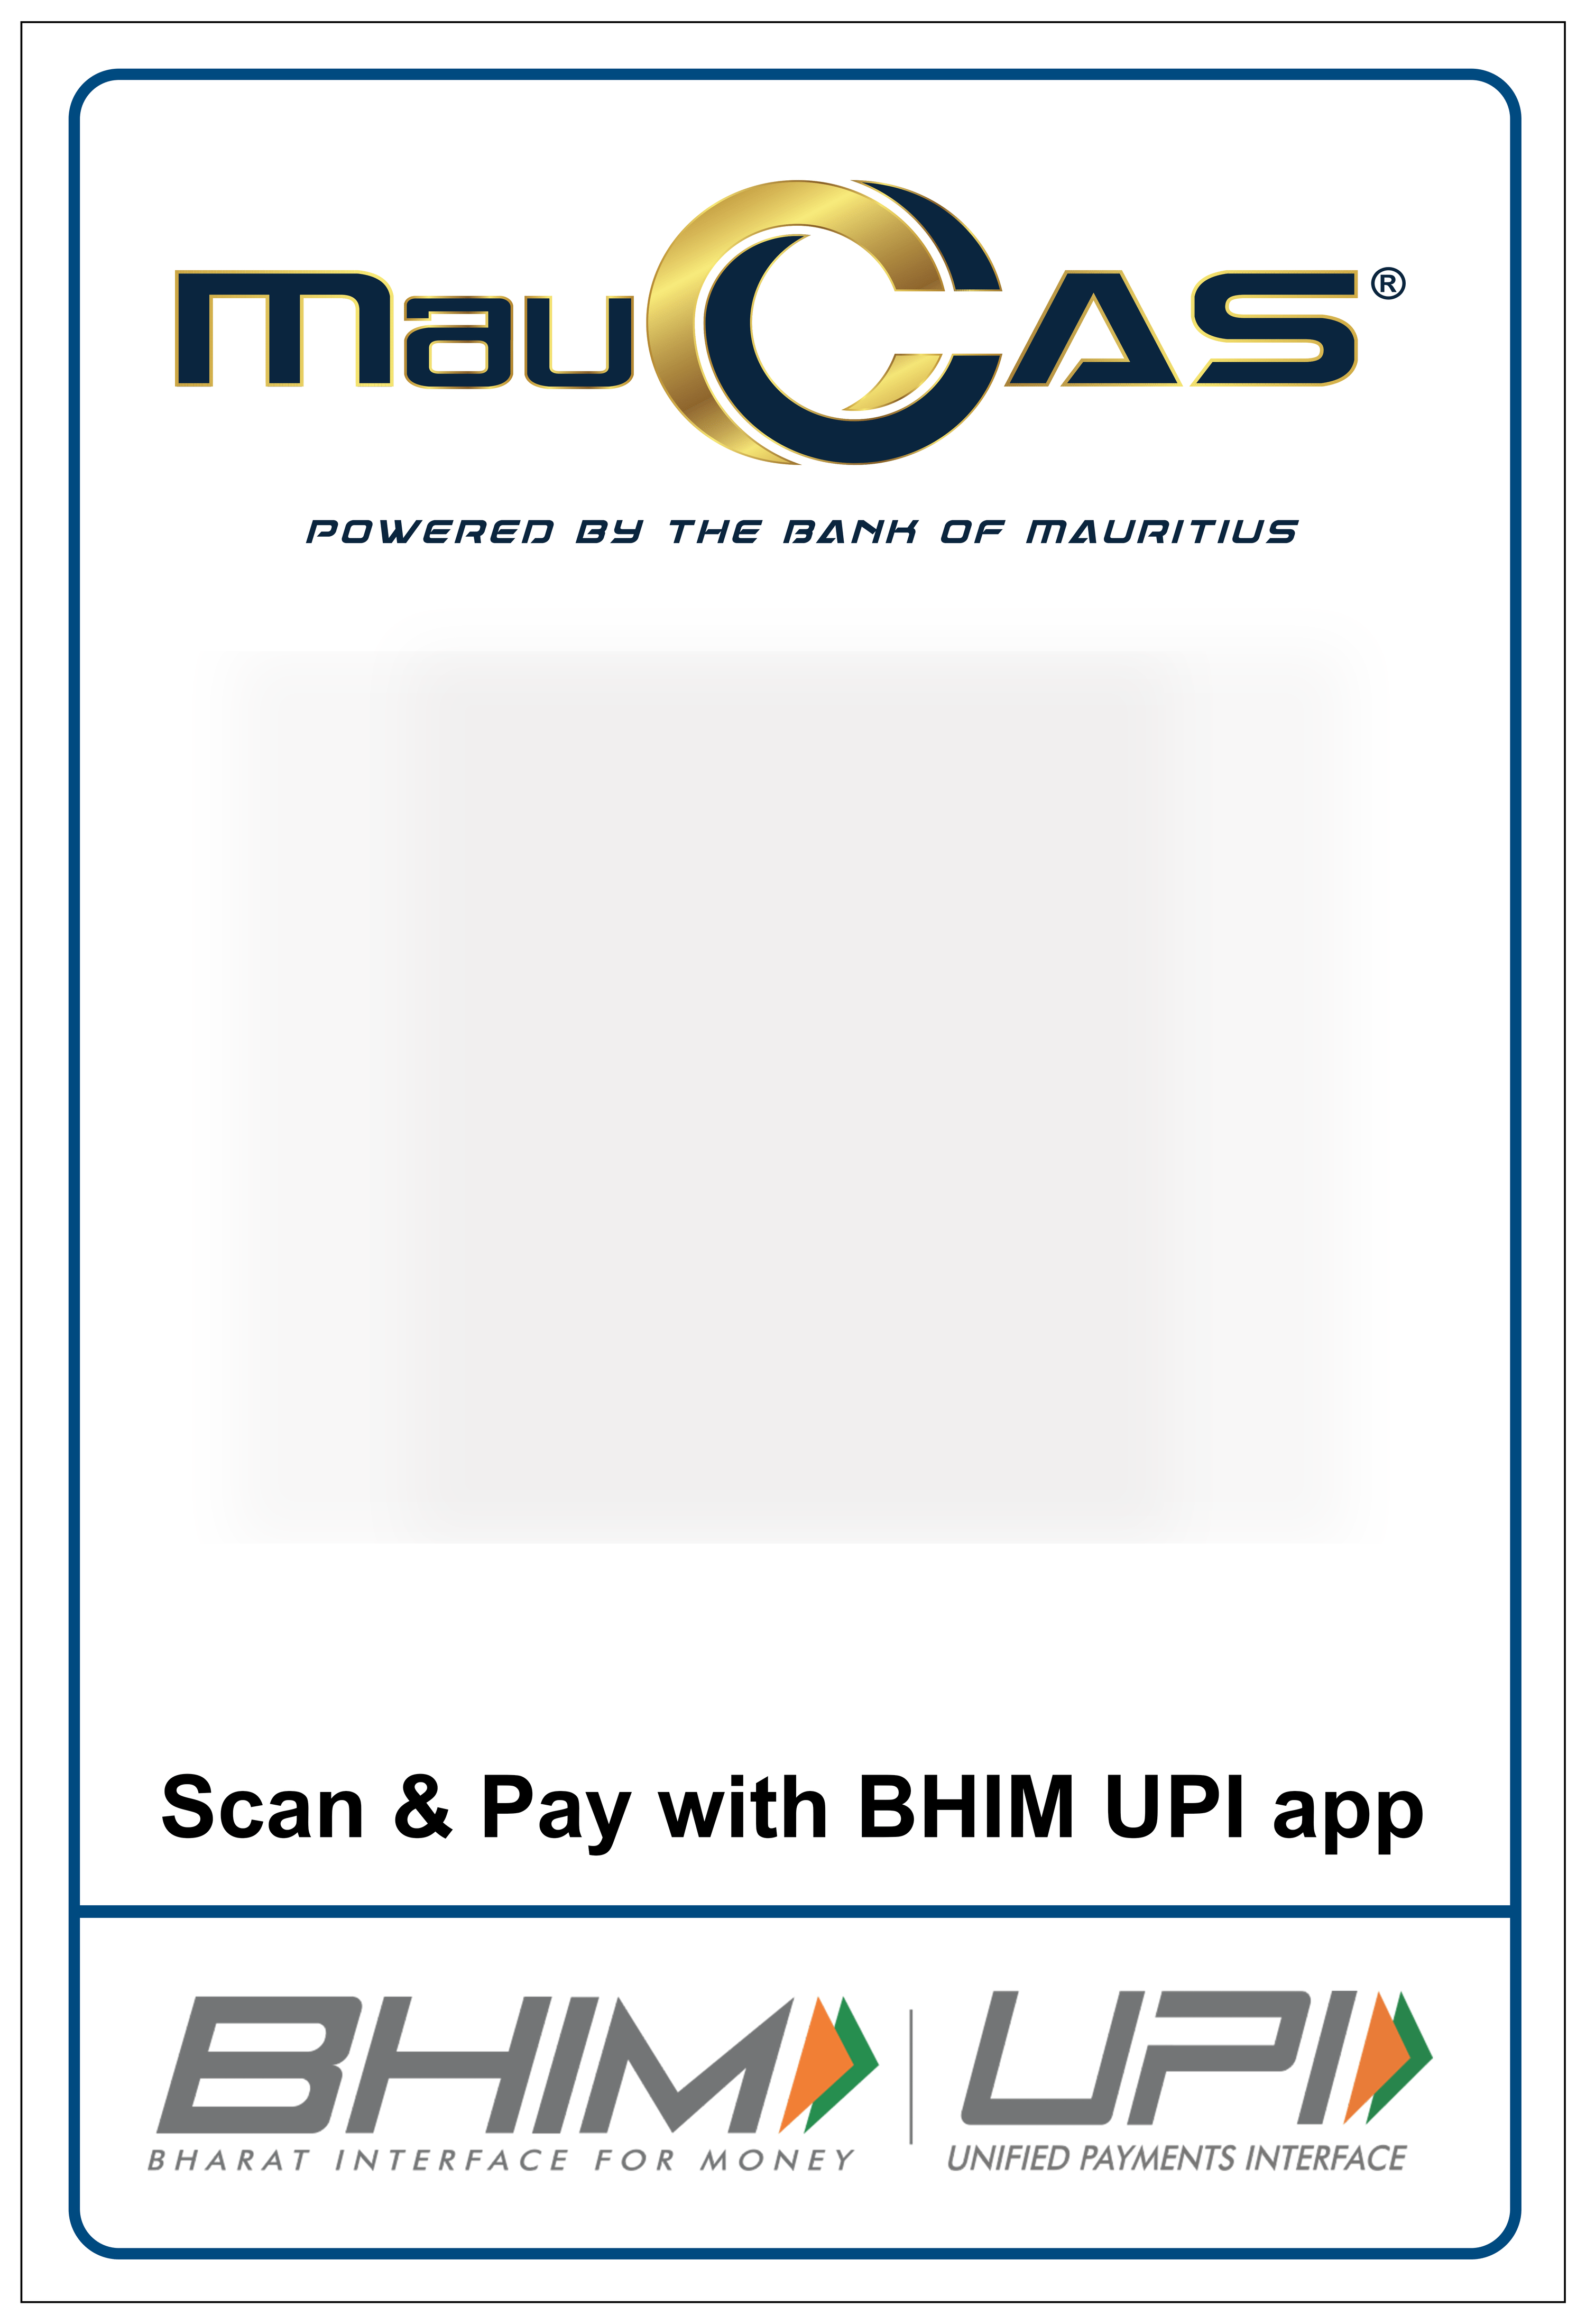 mauCAS®
POWERED BY THE BANK OF MAURITIUS
Scan & Pay with BHIM UPI app
BHIM
BHARAT INTERFACE FOR MONEY
UPI
UNIFIED PAYMENTS INTERFACE